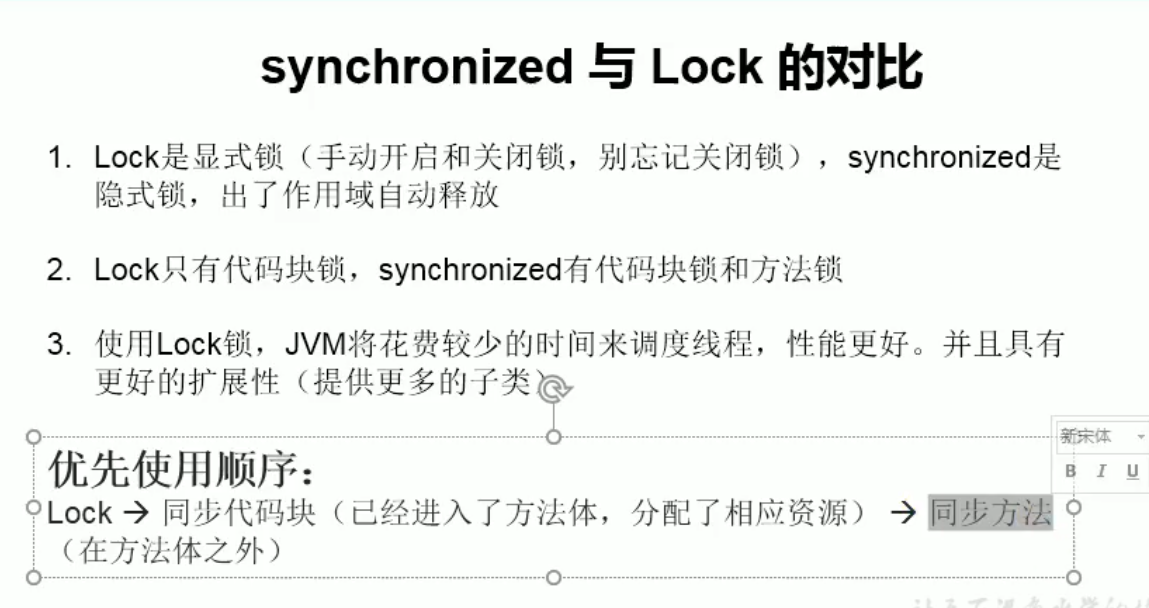 synchronized 与 Lock 的对比
1. Lock是显式锁（手动开启和关闭锁，别忘记关闭锁），synchronized是
隐式锁，出了作用域自动释放
2. Lock只有代码块锁，synchronized有代码块锁和方法锁
3. 使用Lock锁，JVM将花费较少的时间来调度线程，性能更好。并且具有
更好的扩展性（提供更多的子类）
新宋体
B I U
优先使用顺序：
Lock → 同步代码块（已经进入了方法体，分配了相应资源） → 同步方法
（在方法体之外）